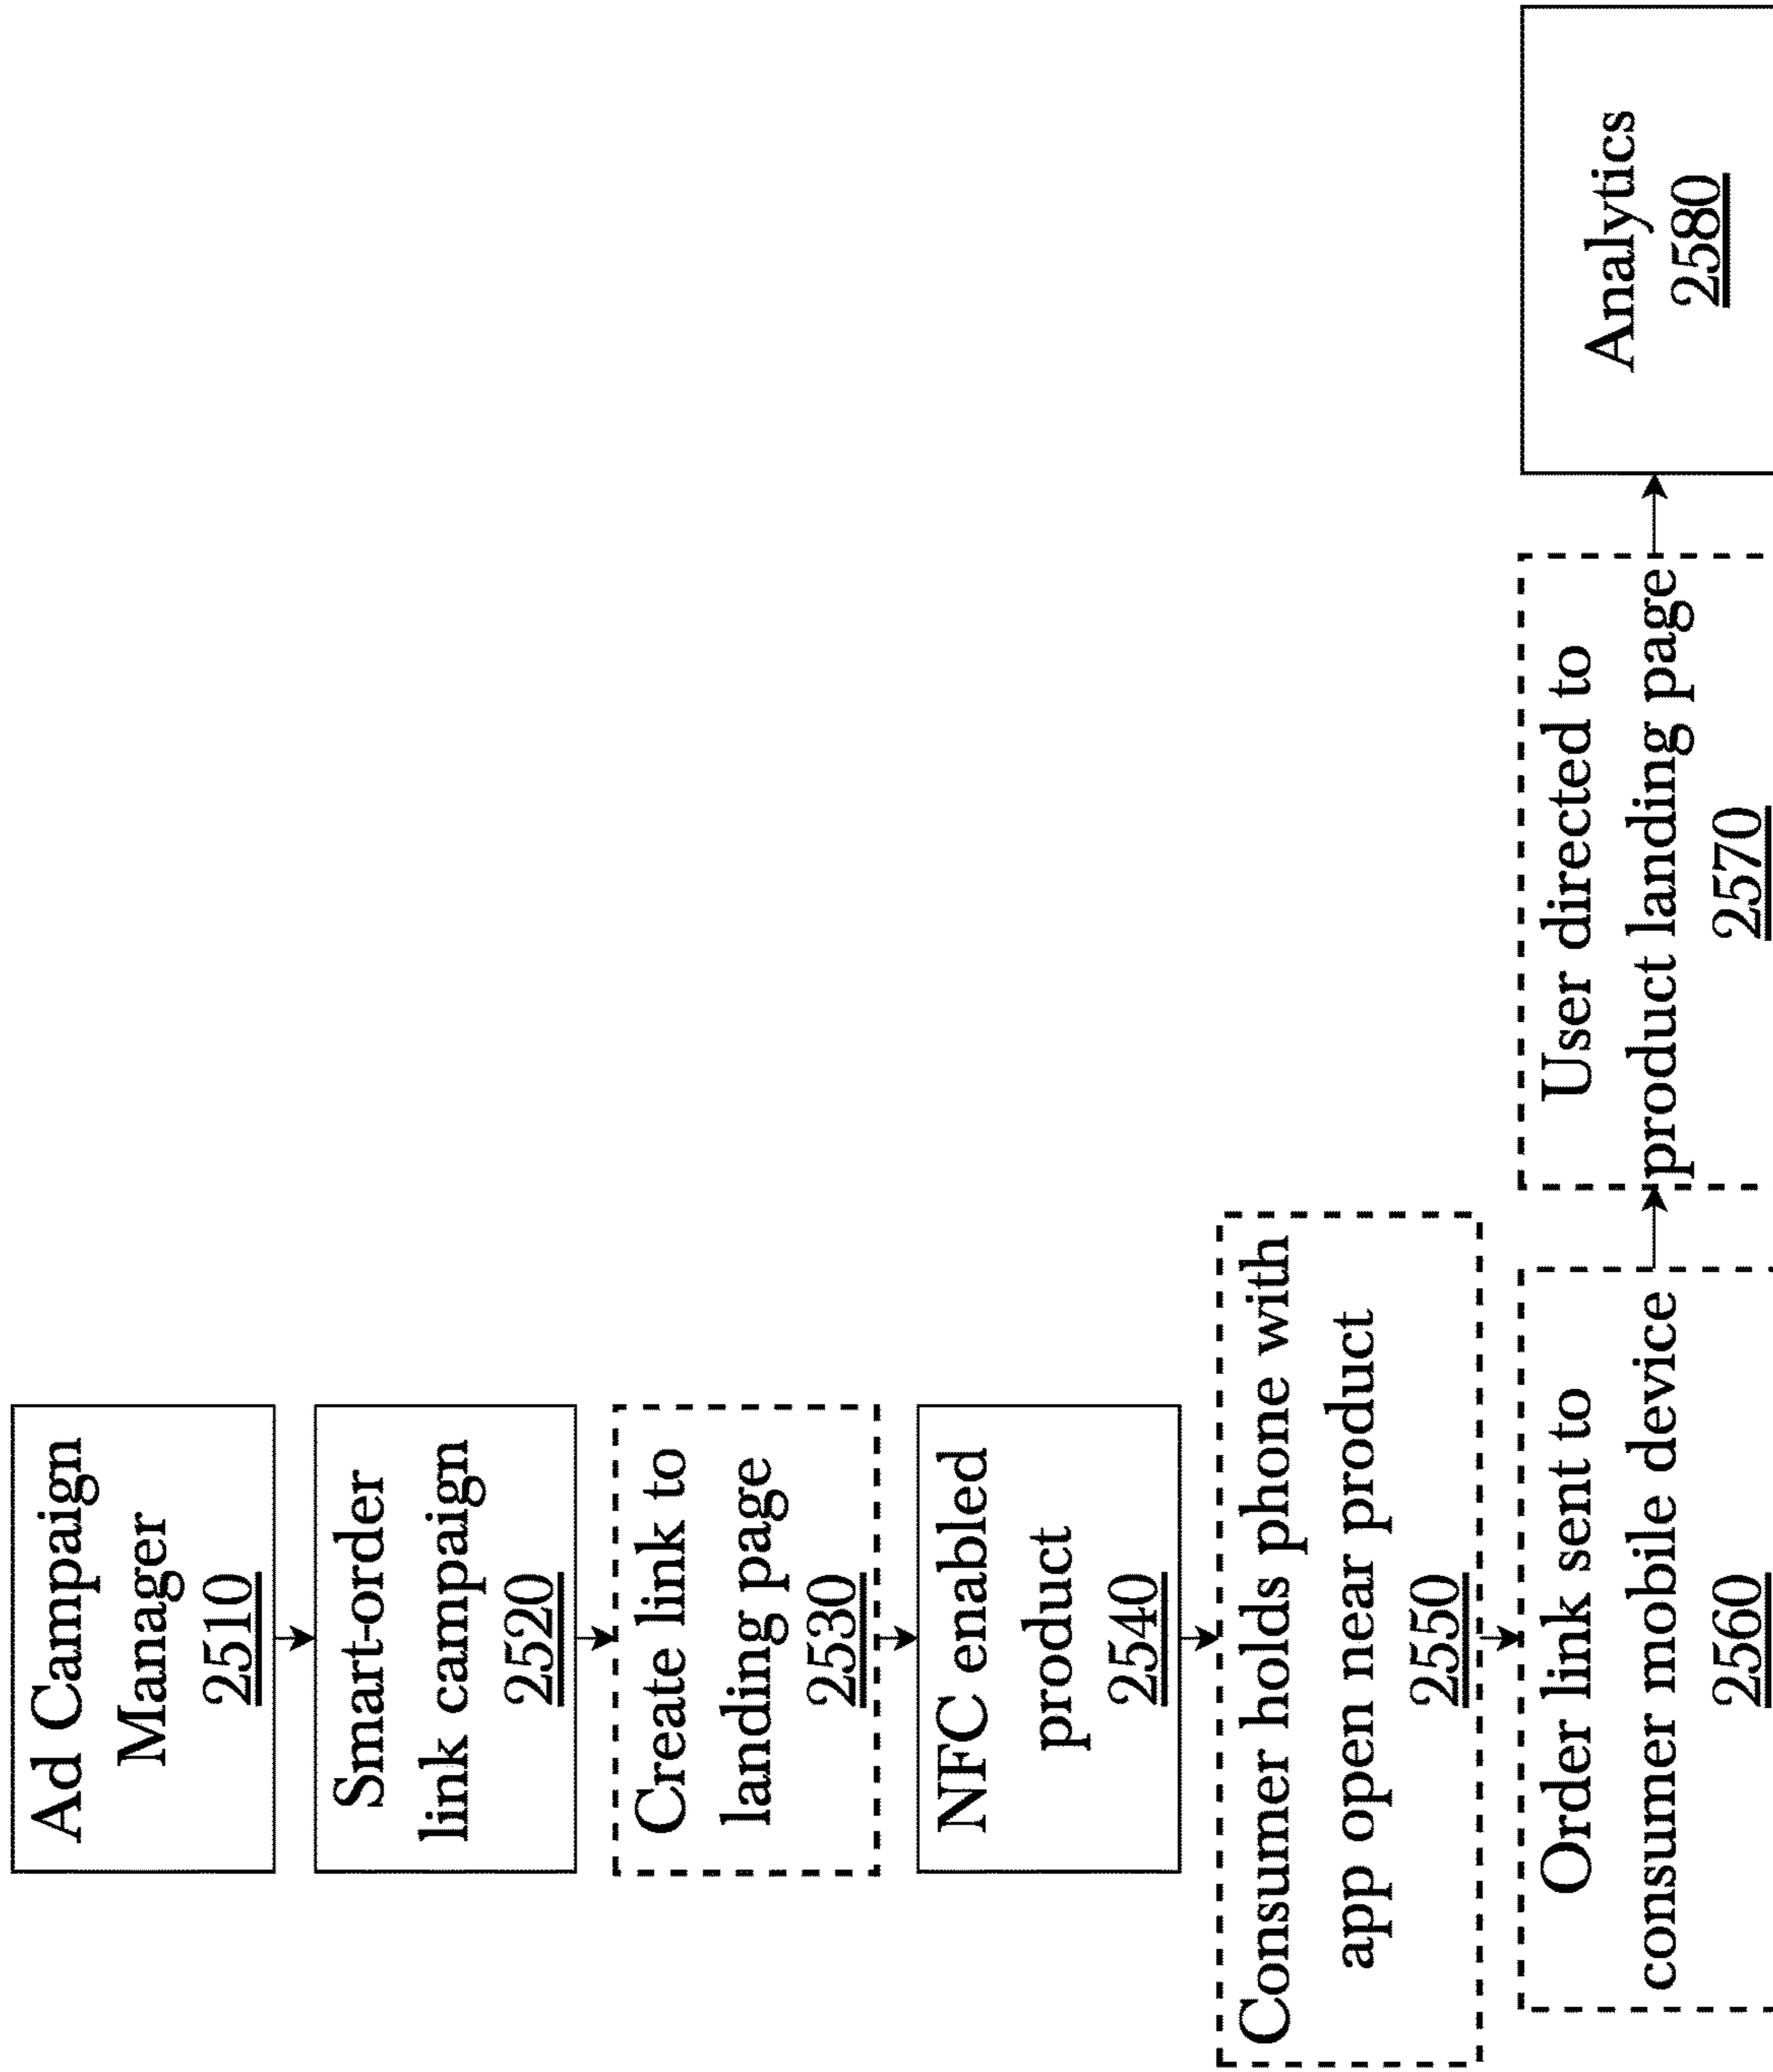 Ad Campaign
Manager
2510
Smart-order
link campaign
2520
Create link to
landing page
2530
NFC enabled
product
2540
Consumer holds phone with
app open near product
2550
Order link sent to
consumer mobile device
2560
User directed to
product landing page
2570
Analytics
2580